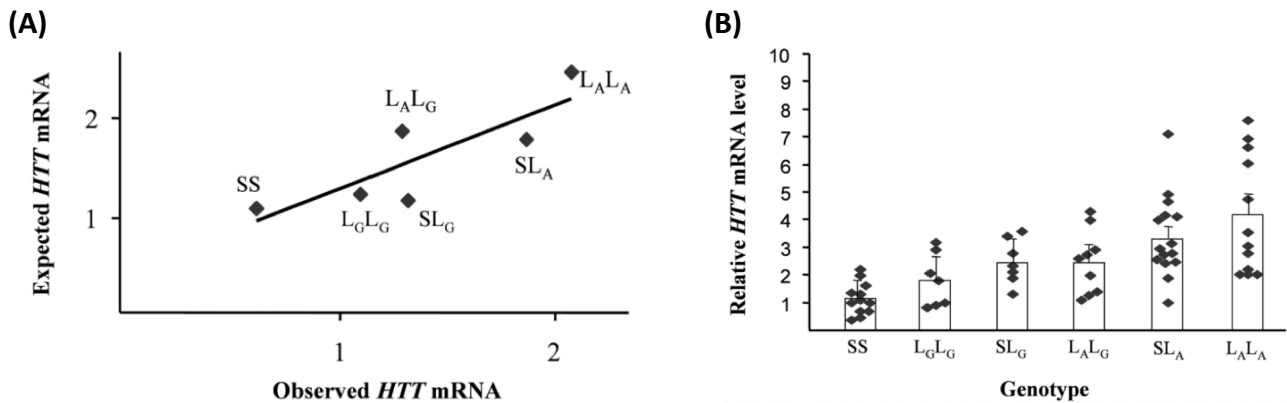 (A)
Expected HTT mRNA
2
1
SS
LGLG
LALG
SLG
SLA
LALA
1
2
Observed HTT mRNA
(B)
Relative HTT mRNA level
10
9
8
7
6
5
4
3
2
1
SS
LGLG
SLG
LALG
SLA
LALA
Genotype